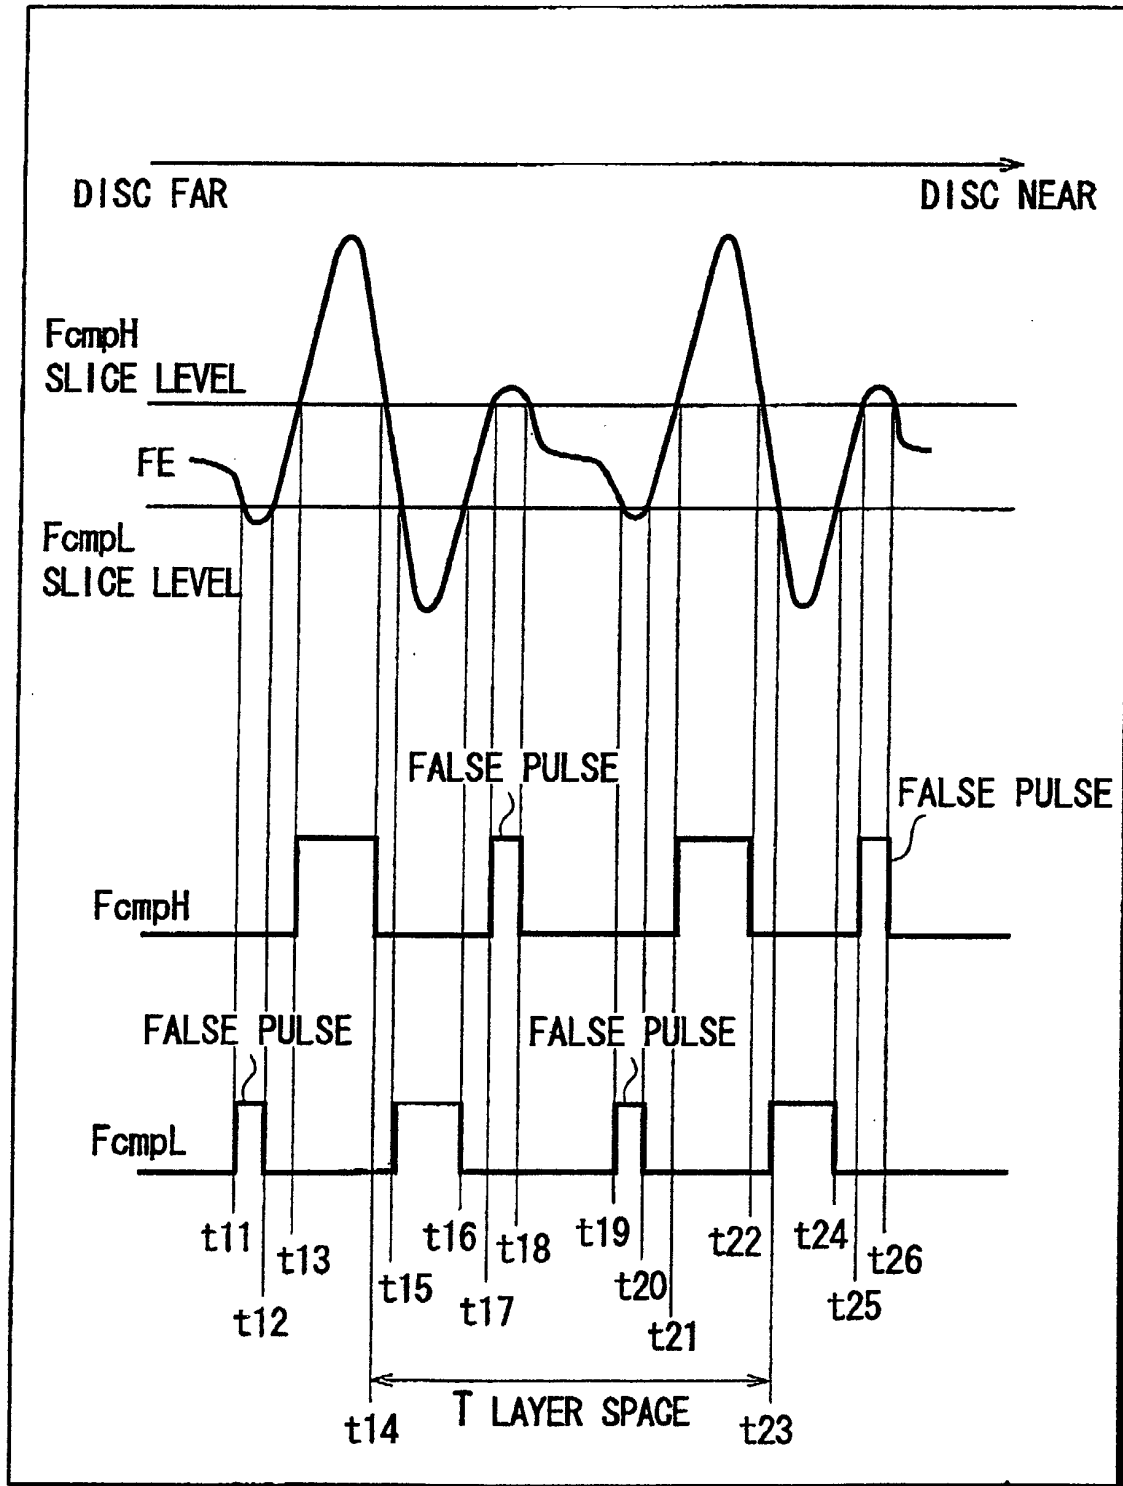 DISC FAR
DISC NEAR
FcmpH
SLICE LEVEL
FE
FcmpL
SLICE LEVEL
FALSE PULSE
FALSE PULSE
FcmpH
FALSE PULSE
FALSE PULSE
FcmpL
t11
t12
t13
t14
t15
t16
t17
t18
t19
t20
t21
t22
t23
t24
t25
t26
T LAYER SPACE